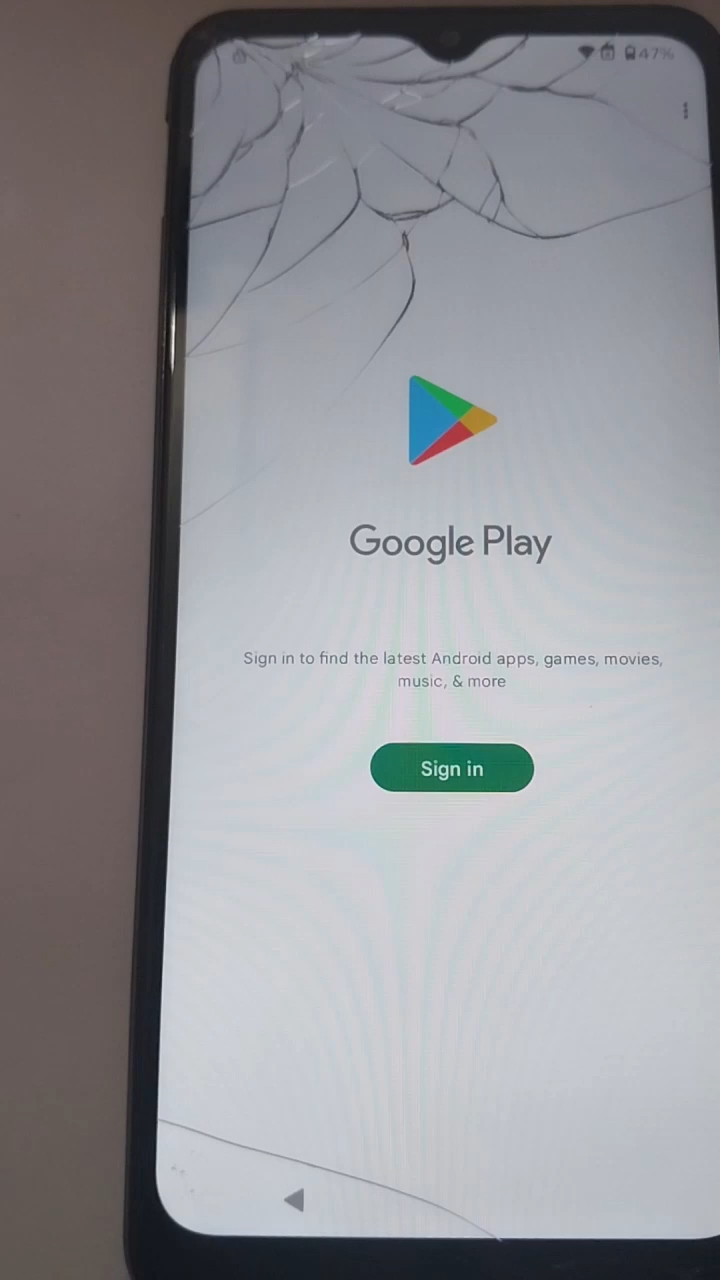 47%
Google Play
Sign in to find the latest Android apps, games, movies,
music, & more
Sign in